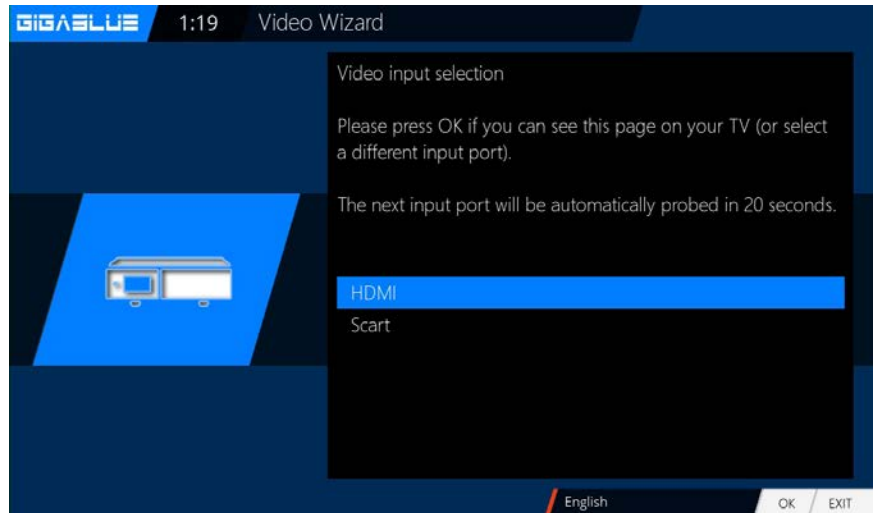 GIGABLUE 1:19 Video Wizard
Video input selection
Please press OK if you can see this page on your TV (or select
a different input port).
The next input port will be automatically probed in 20 seconds.
HDMI
Scart
English OK EXIT